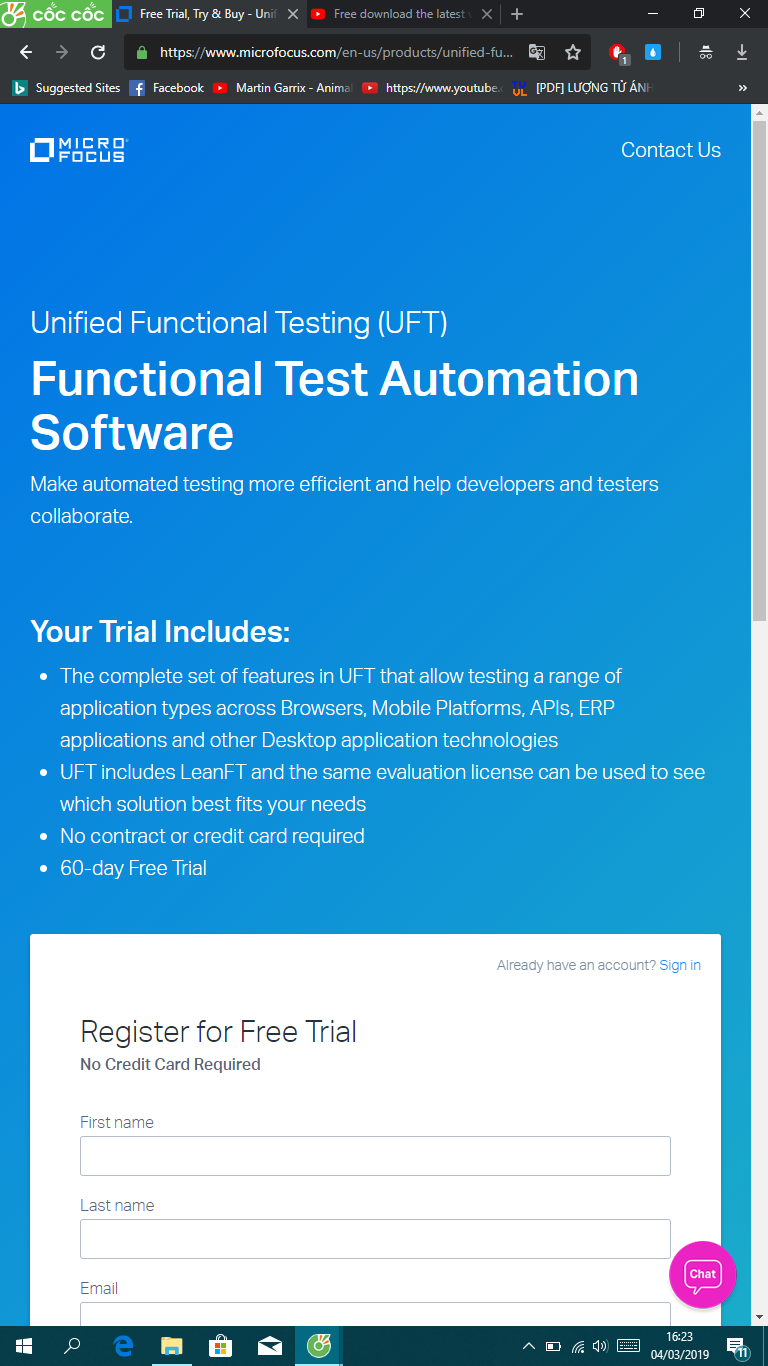 cốc cốc
Free Trial, Try & Buy - Unif
Free download the latest
https://www.microfocus.com/en-us/products/unified-fu...
1
Suggested Sites
Facebook
Martin Garrix - Animal
https://www.youtube.c
[PDF] LƯỢNG TỬ ÁNH
»
MICRO
FOCUS
Contact Us
Unified Functional Testing (UFT)
Functional Test Automation
Software
Make automated testing more efficient and help developers and testers
collaborate.
Your Trial Includes:
• The complete set of features in UFT that allow testing a range of
application types across Browsers, Mobile Platforms, APIs, ERP
applications and other Desktop application technologies
• UFT includes LeanFT and the same evaluation license can be used to see
which solution best fits your needs
• No contract or credit card required
• 60-day Free Trial
Already have an account? Sign in
Register for Free Trial
No Credit Card Required
First name
Last name
Email
Chat
16:23
04/03/2019
11